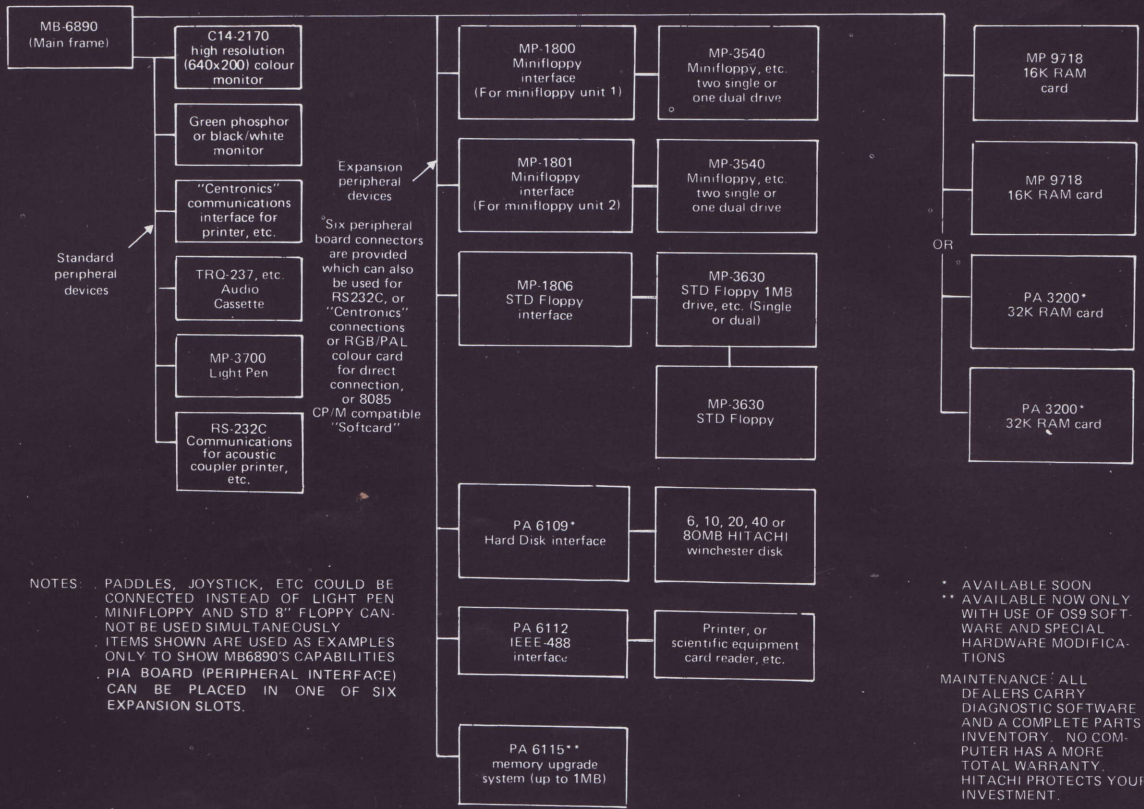 MB-6890
(Main frame)
C14-2170
high resolution
(640x200) colour
monitor
Green phosphor
or black/white
monitor
"Centronics"
communications
interface for
printer, etc.
TRQ-237, etc.
Audio
Cassette
MP-3700
Light Pen
RS-232C
Communications
for acoustic
coupler printer,
etc.
Standard
peripheral
devices
Expansion
peripheral
devices
"Six peripheral
board connectors
are provided
which can also
be used for
RS232C, or
"Centronics"
connections
or RGB/PAL
colour card
for direct
connection,
or 8085
CP/M compatible
"Softcard"
MP-1800
Minifloppy
interface
(For minifloppy unit 1)
MP-3540
Minifloppy, etc.
two single or
one dual drive
MP-1801
Minifloppy
interface
(For minifloppy unit 2)
MP-3540
Minifloppy, etc.
two single or
one dual drive
MP-1806
STD Floppy
interface
MP-3630
STD Floppy 1MB
drive, etc. (Single
or dual)
MP-3630
STD Floppy
PA 6109*
Hard Disk interface
6, 10, 20, 40 or
80MB HITACHI
winchester disk
PA 6112
IEEE-488
interface
Printer, or
scientific equipment
card reader, etc.
PA 6115**
memory upgrade
system (up to 1MB)
MP 9718
16K RAM
card
MP 9718
16K RAM card
OR
PA 3200*
32K RAM card
PA 3200*
32K RAM card
NOTES: . PADDLES, JOYSTICK, ETC COULD BE
CONNECTED INSTEAD OF LIGHT PEN
MINIFLOPPY AND STD 8" FLOPPY CAN-
NOT BE USED SIMULTANEOUSLY
. ITEMS SHOWN ARE USED AS EXAMPLES
ONLY TO SHOW MB6890'S CAPABILITIES
. PIA BOARD (PERIPHERAL INTERFACE)
CAN BE PLACED IN ONE OF SIX
EXPANSION SLOTS.
* AVAILABLE SOON
** AVAILABLE NOW ONLY
WITH USE OF OS9 SOFT-
WARE AND SPECIAL
HARDWARE MODIFICA-
TIONS
MAINTENANCE: ALL
DEALERS CARRY
DIAGNOSTIC SOFTWARE
AND A COMPLETE PARTS
INVENTORY. NO COM-
PUTER HAS A MORE
TOTAL WARRANTY.
HITACHI PROTECTS YOUR
INVESTMENT.